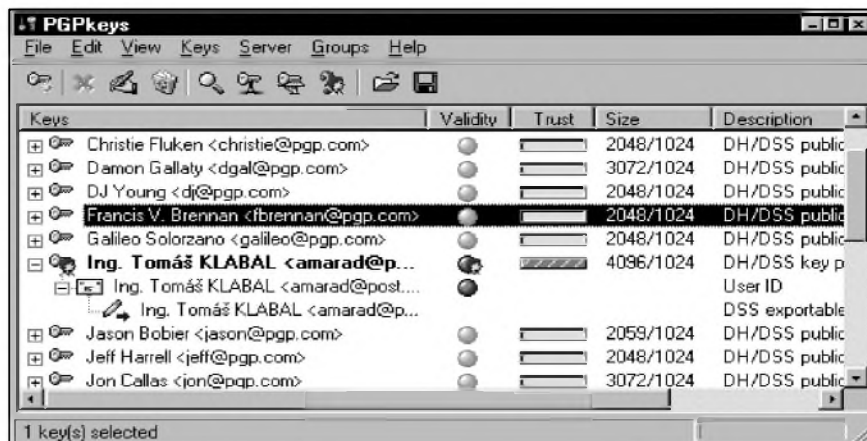 PGPkeys
File Edit View Keys Server Groups Help
Keys Validity Trust Size Description
Christie Fluken <christie@pgp.com> 2048/1024 DH/DSS public
Damon Gallaty <dgal@pgp.com> 3072/1024 DH/DSS public
DJ Young <dj@pgp.com> 2048/1024 DH/DSS public
Francis V. Brennan <fbrennan@pgp.com> 2048/1024 DH/DSS public
Galileo Solorzano <galileo@pgp.com> 2048/1024 DH/DSS public
Ing. Tomáš KLABAL <amarad@p... 4096/1024 DH/DSS key p
Ing. Tomáš KLABAL <amarad@post.... User ID
Ing. Tomáš KLABAL <amarad@p... DSS exportable
Jason Bobier <jason@pgp.com> 2059/1024 DH/DSS public
Jeff Harrell <jeff@pgp.com> 2048/1024 DH/DSS public
Jon Callas <jon@pgp.com> 3072/1024 DH/DSS public
1 key(s) selected